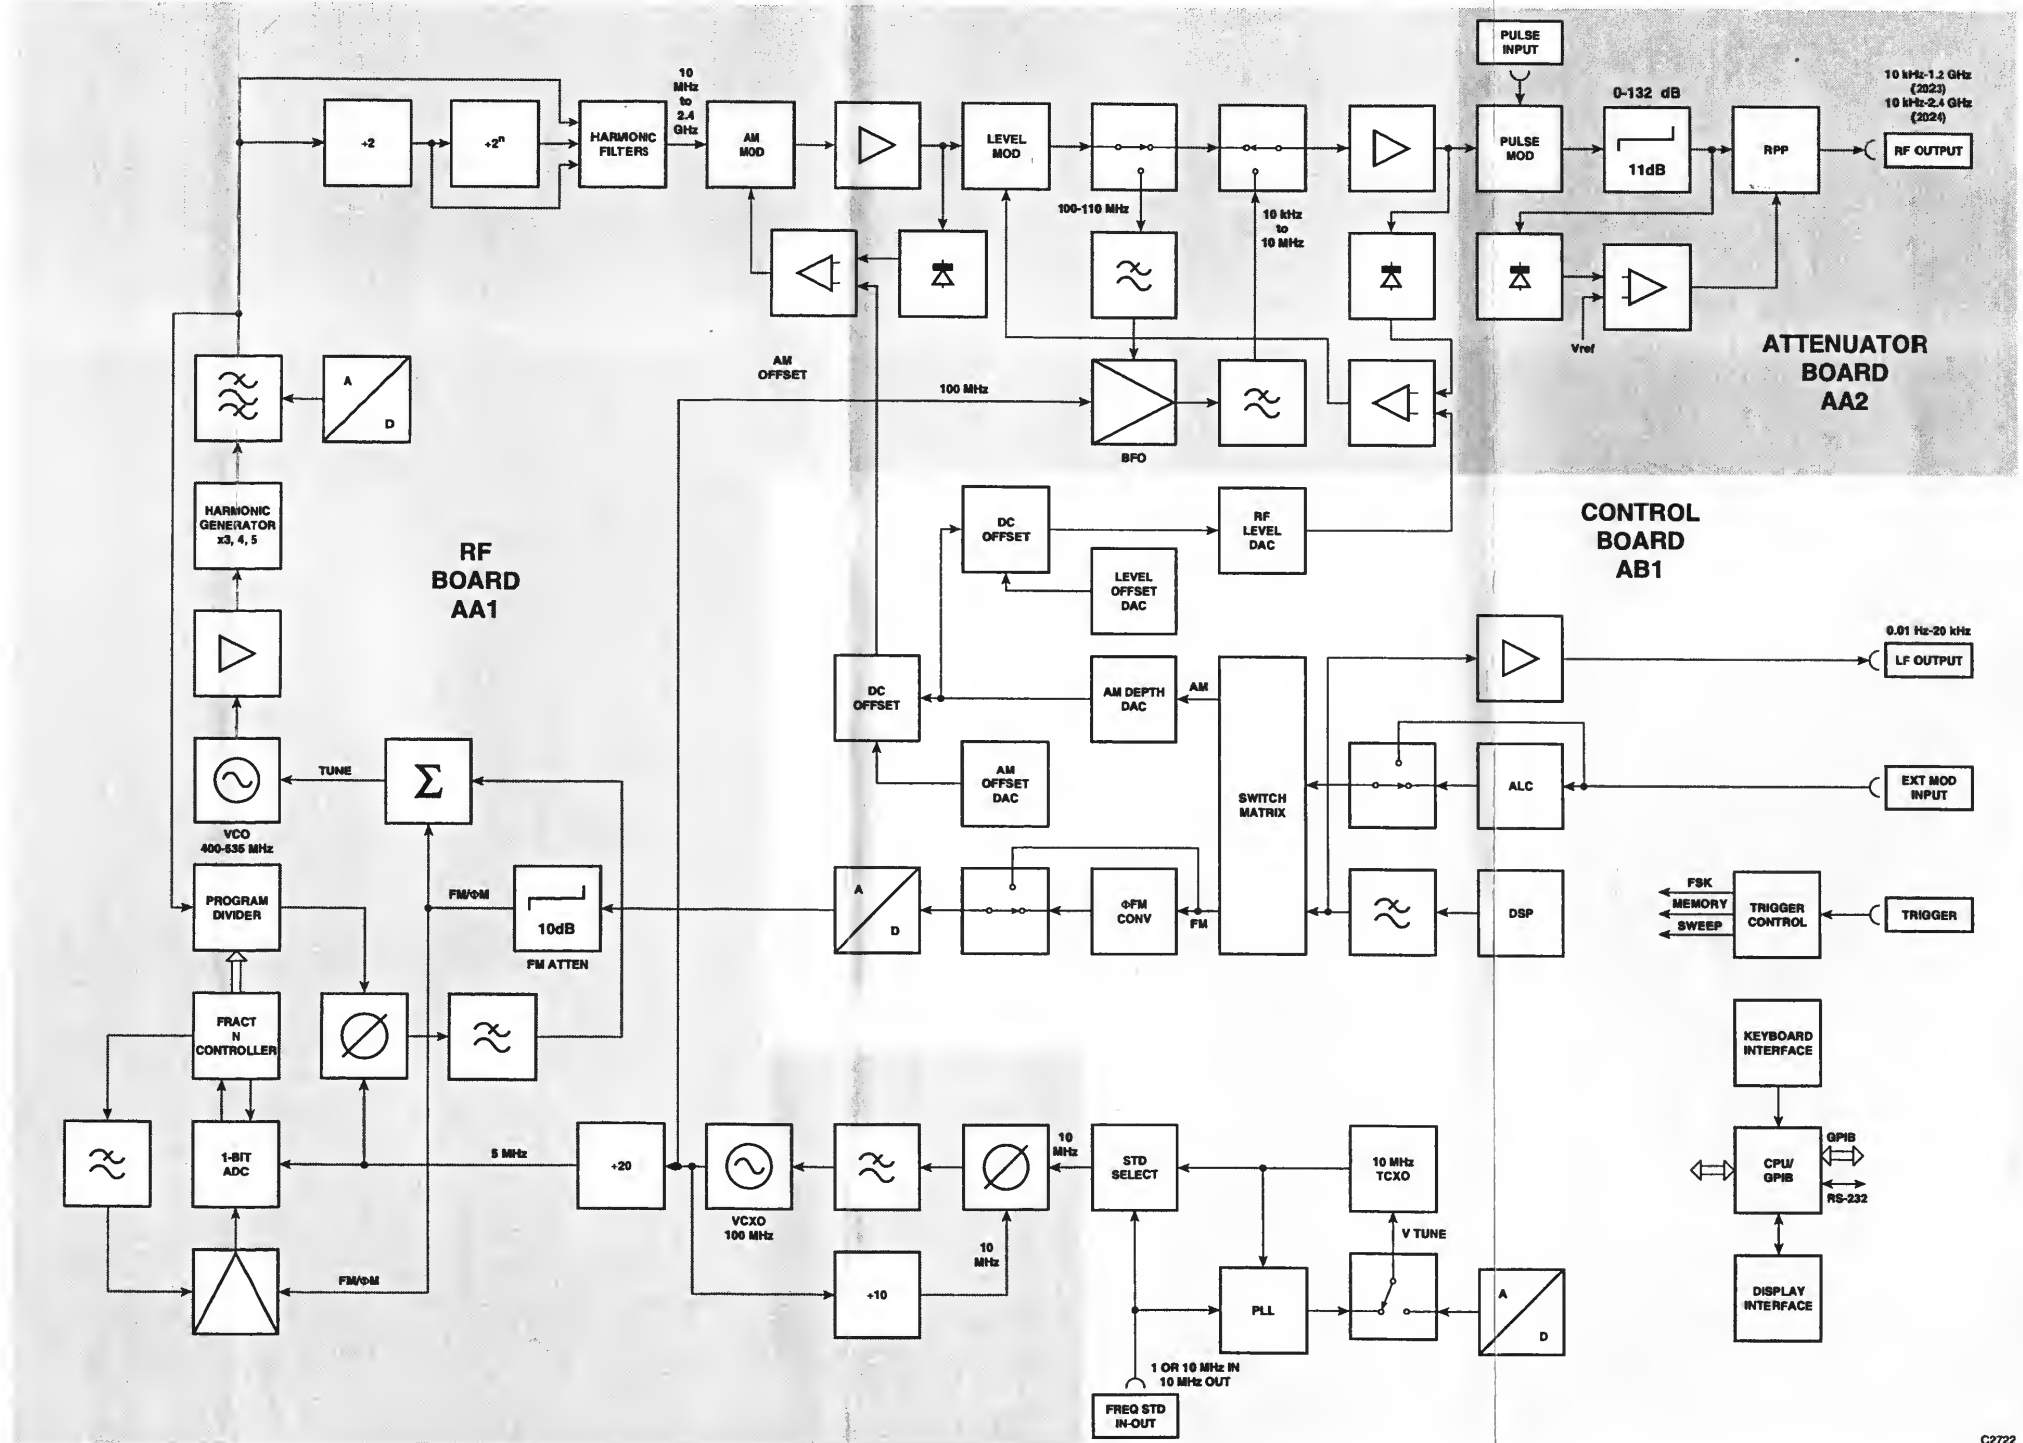 PULSE
INPUT
10
MHz
to
2.4
GHz
0-132 dB
10 kHz-1.2 GHz
(2023)
10 kHz-2.4 GHz
(2024)
÷2
÷2ⁿ
HARMONIC
FILTERS
AM
MOD
LEVEL
MOD
PULSE
MOD
11dB
RPP
RF OUTPUT
100-110 MHz
10 kHz
to
10 MHz
Vref
ATTENUATOR
BOARD
AA2
AM
OFFSET
100 MHz
A
D
BFO
HARMONIC
GENERATOR
x3, 4, 5
RF
BOARD
AA1
DC
OFFSET
RF
LEVEL
DAC
CONTROL
BOARD
AB1
LEVEL
OFFSET
DAC
0.01 Hz-20 kHz
LF OUTPUT
DC
OFFSET
AM DEPTH
DAC
AM
TUNE
Σ
AM
OFFSET
DAC
SWITCH
MATRIX
ALC
EXT MOD
INPUT
VCO
400-535 MHz
PROGRAM
DIVIDER
FM/ΦM
10dB
FM ATTEN
A
D
ΦFM
CONV
FM
DSP
FSK
MEMORY
SWEEP
TRIGGER
CONTROL
TRIGGER
FRACT
N
CONTROLLER
KEYBOARD
INTERFACE
1-BIT
ADC
5 MHz
÷20
VCXO
100 MHz
10
MHz
STD
SELECT
10 MHz
TCXO
CPU/
GPIB
GPIB
RS-232
V TUNE
10
MHz
FM/ΦM
÷10
PLL
A
D
DISPLAY
INTERFACE
1 OR 10 MHz IN
10 MHz OUT
FREQ STD
IN-OUT
C2722